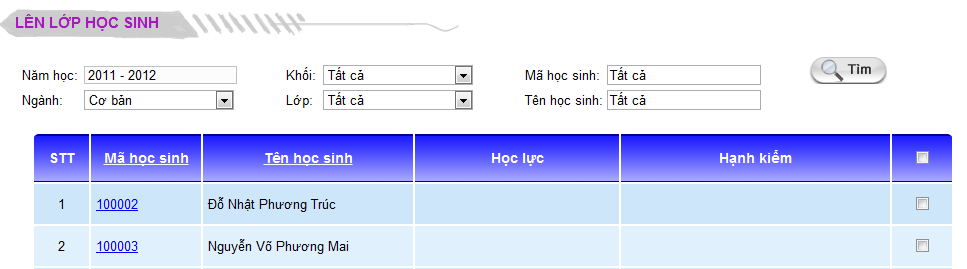 LÊN LỚP HỌC SINH
Năm học: 2011 - 2012 Khối: Tất cả Mã học sinh: Tất cả Tìm
Ngành: Cơ bản Lớp: Tất cả Tên học sinh: Tất cả
STT Mã học sinh Tên học sinh Học lực Hạnh kiểm
1 100002 Đỗ Nhật Phương Trúc
2 100003 Nguyễn Võ Phương Mai